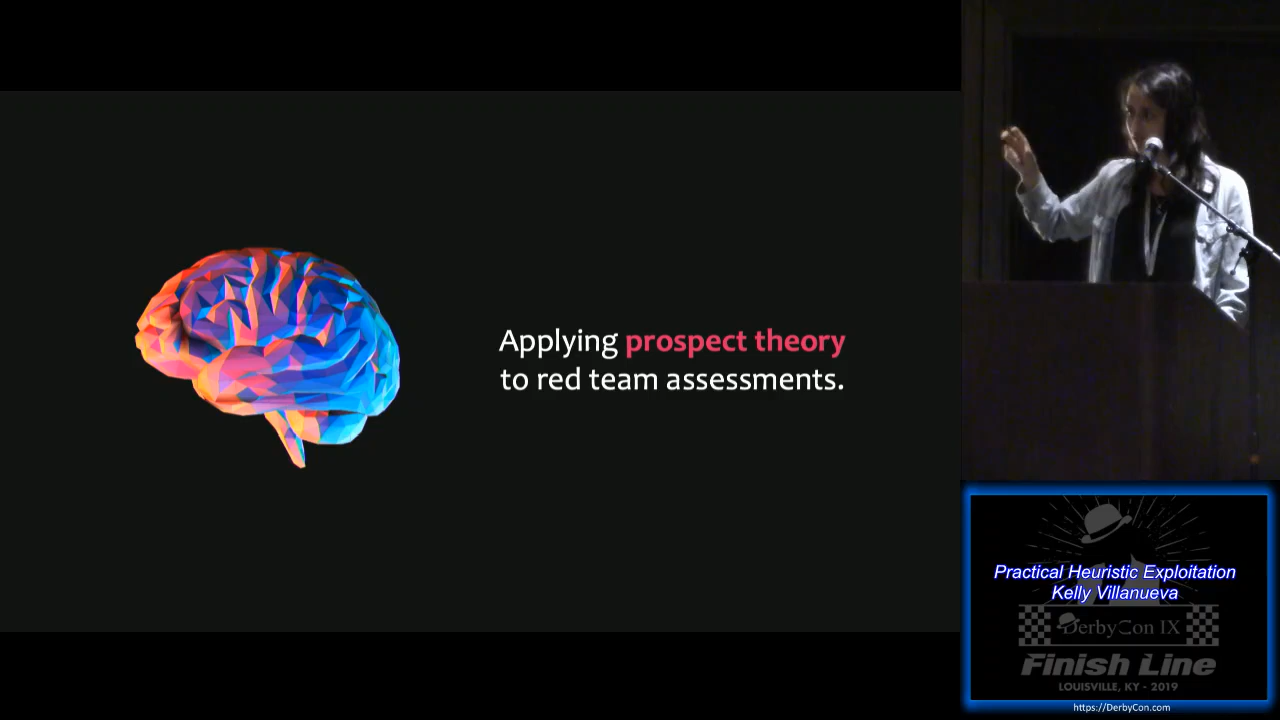 Applying prospect theory
to red team assessments.
Practical Heuristic Exploitation
Kelly Villanueva
DerbyCon IX
Finish Line
LOUISVILLE, KY - 2019
https://DerbyCon.com